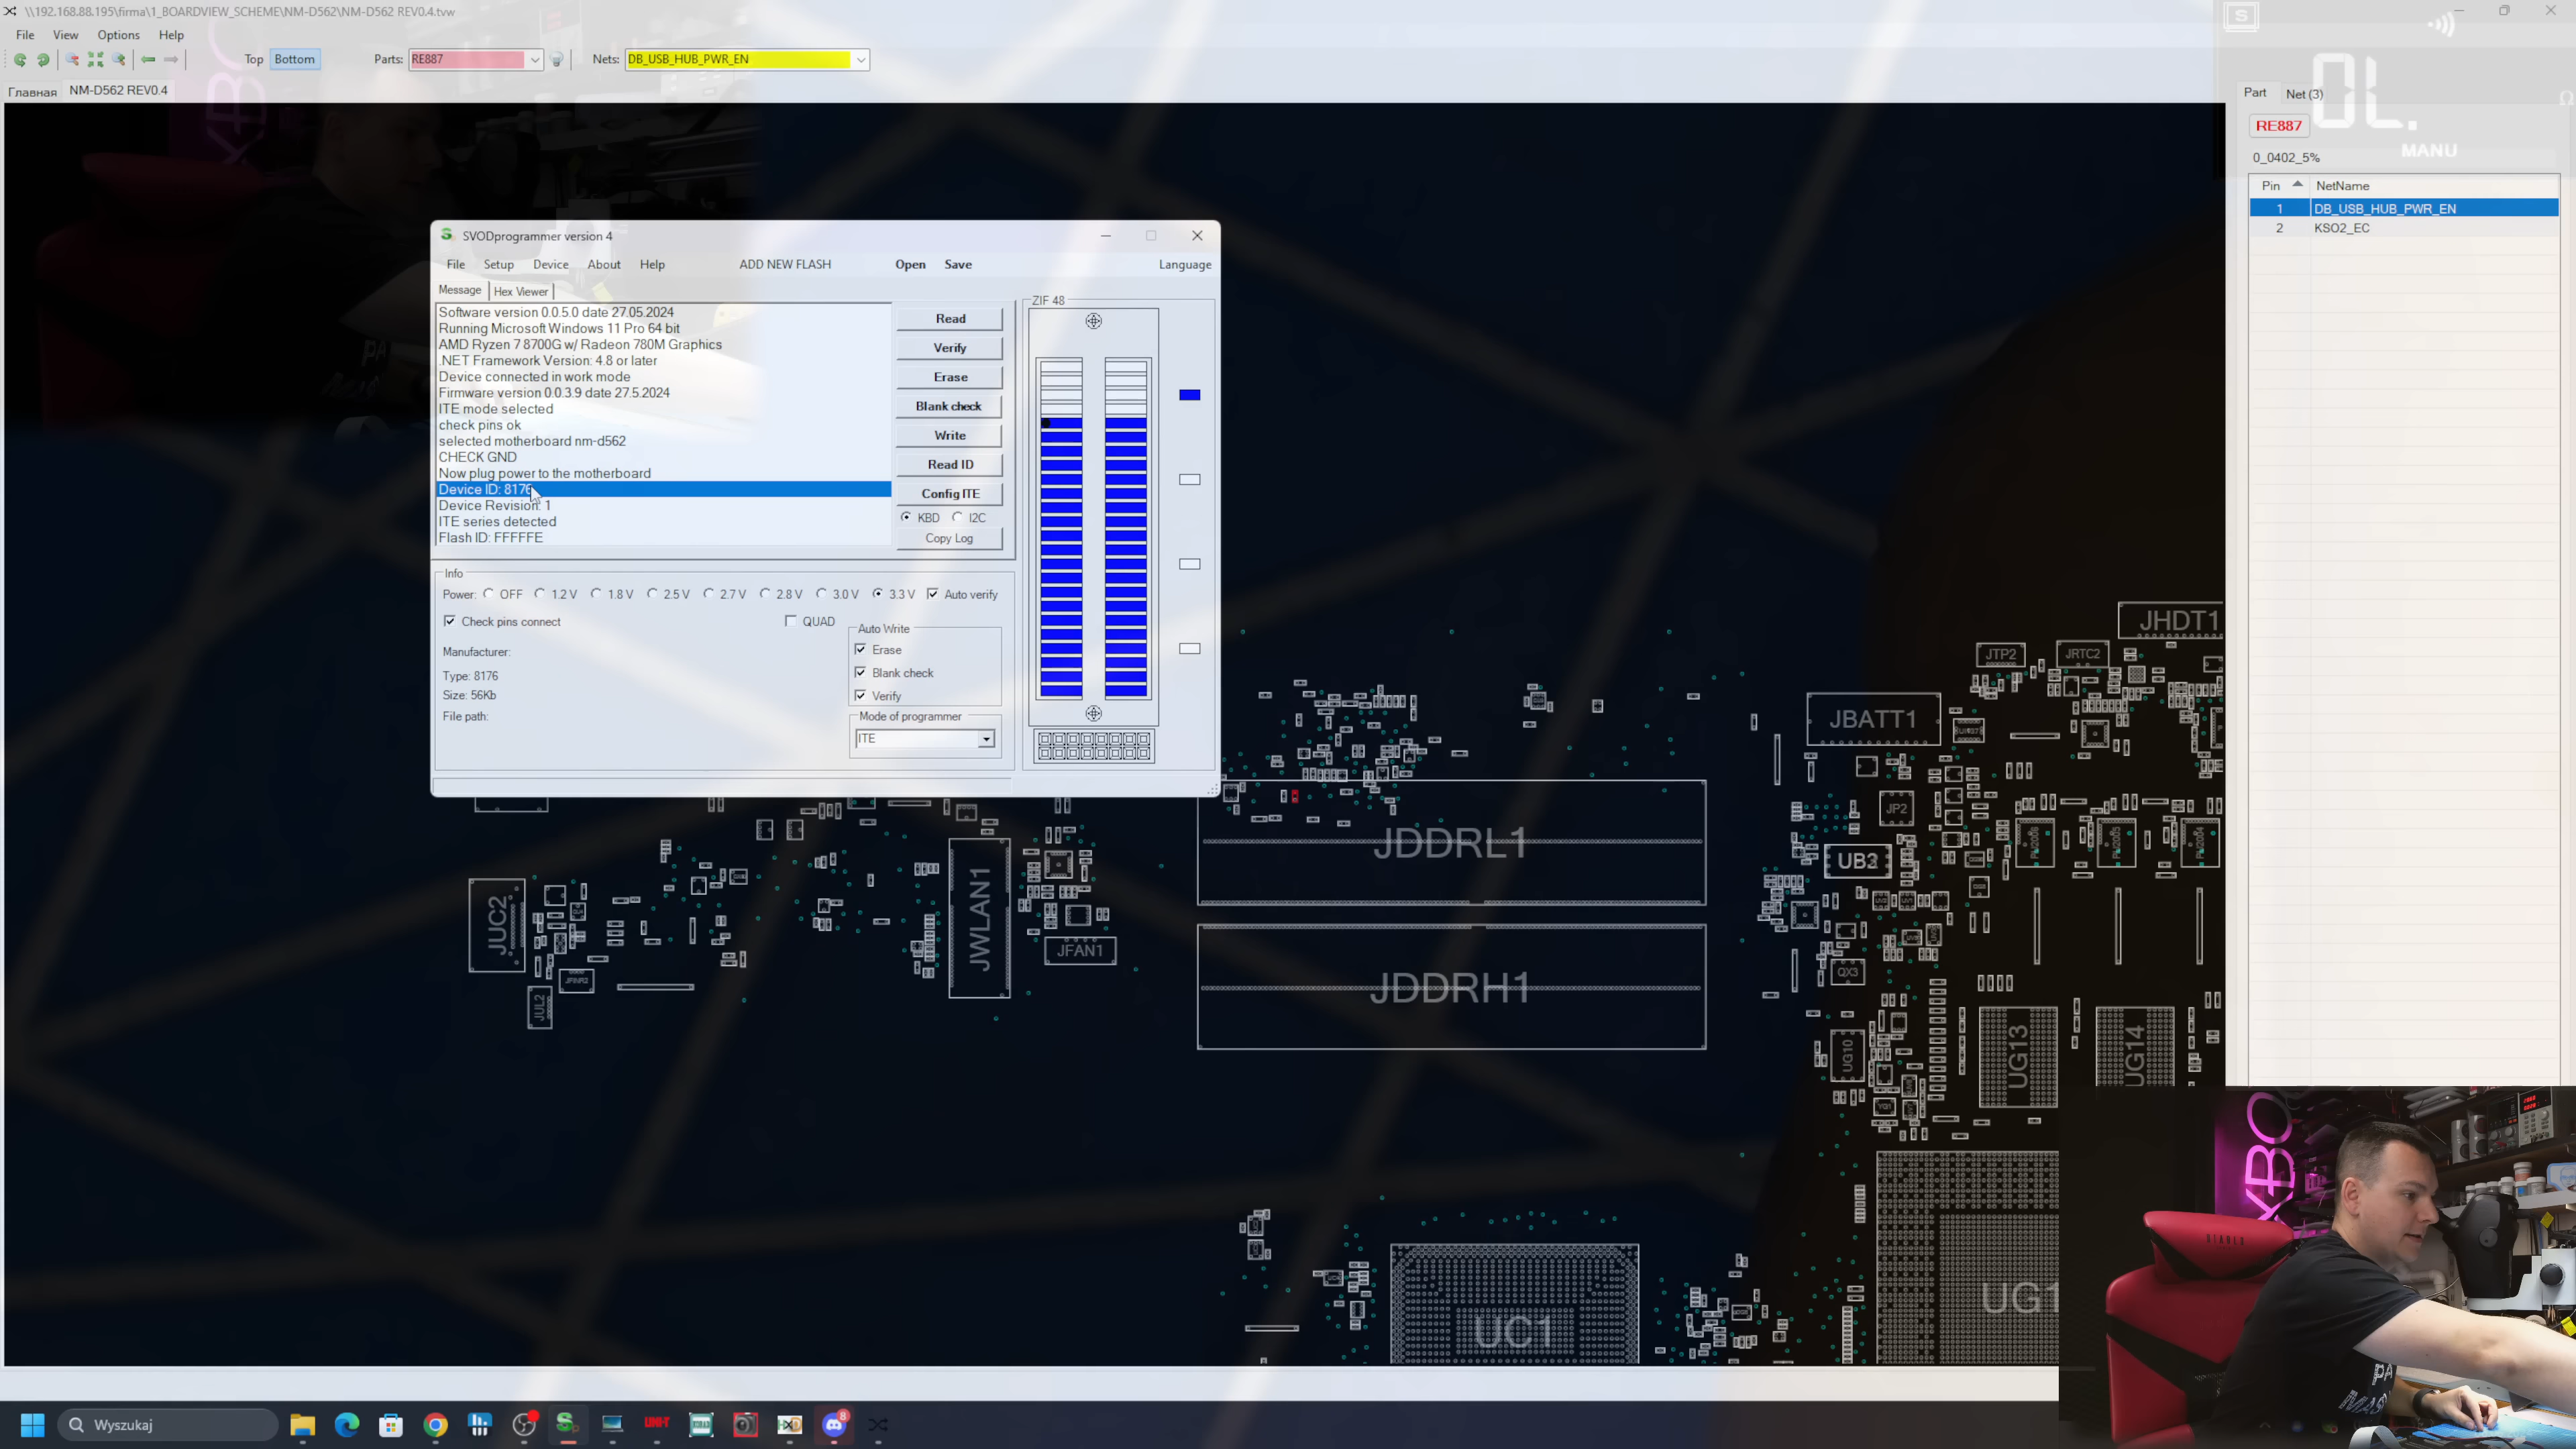 \\192.168.88.195\firma\1_BOARDVIEW_SCHEME\NM-D562\NM-D562 REV0.4.tvw
File View Options Help
Top Bottom Parts: RE887 Nets: DB_USB_HUB_PWR_EN
Главная NM-D562 REV0.4
S
0L.
Ω
MANU
Part Net (3)
RE887
0_0402_5%
Pin NetName
1 DB_USB_HUB_PWR_EN
2 KSO2_EC
SVODprogrammer version 4
File Setup Device About Help ADD NEW FLASH Open Save Language
Message Hex Viewer
Software version 0.0.5.0 date 27.05.2024
Running Microsoft Windows 11 Pro 64 bit
AMD Ryzen 7 8700G w/ Radeon 780M Graphics
.NET Framework Version: 4.8 or later
Device connected in work mode
Firmware version 0.0.3.9 date 27.5.2024
ITE mode selected
check pins ok
selected motherboard nm-d562
CHECK GND
Now plug power to the motherboard
Device ID: 8176
Device Revision: 1
ITE series detected
Flash ID: FFFFFE
Read
Verify
Erase
Blank check
Write
Read ID
Config ITE
KBD I2C
Copy Log
ZIF 48
Info
Power: OFF 1.2 V 1.8 V 2.5 V 2.7 V 2.8 V 3.0 V 3.3 V Auto verify
Check pins connect QUAD
Auto Write
Erase
Blank check
Verify
Manufacturer:
Type: 8176
Size: 56Kb
File path:
Mode of programmer
ITE
JHDT1
JTP2
JRTC2
JBATT1
JP2
JDDRL1
UB3
JUC2
JWLAN1
JFAN1
JDDRH1
QX3
JUL2
UG10
UG13
UG14
UC1
UG1
XBO
Wyszukaj
UNI-T
8